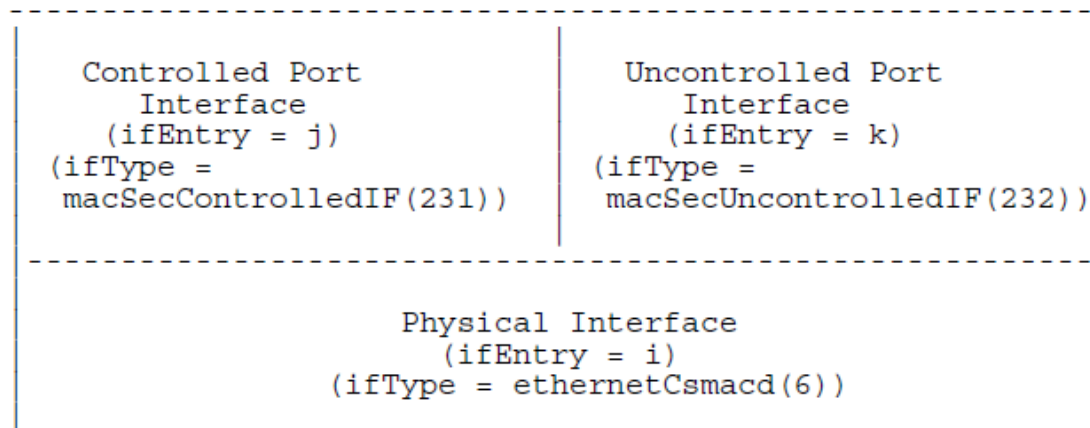 Controlled Port
Interface
(ifEntry = j)
(ifType =
macSecControlledIF(231))
Uncontrolled Port
Interface
(ifEntry = k)
(ifType =
macSecUncontrolledIF(232))
Physical Interface
(ifEntry = i)
(ifType = ethernetCsmacd(6))